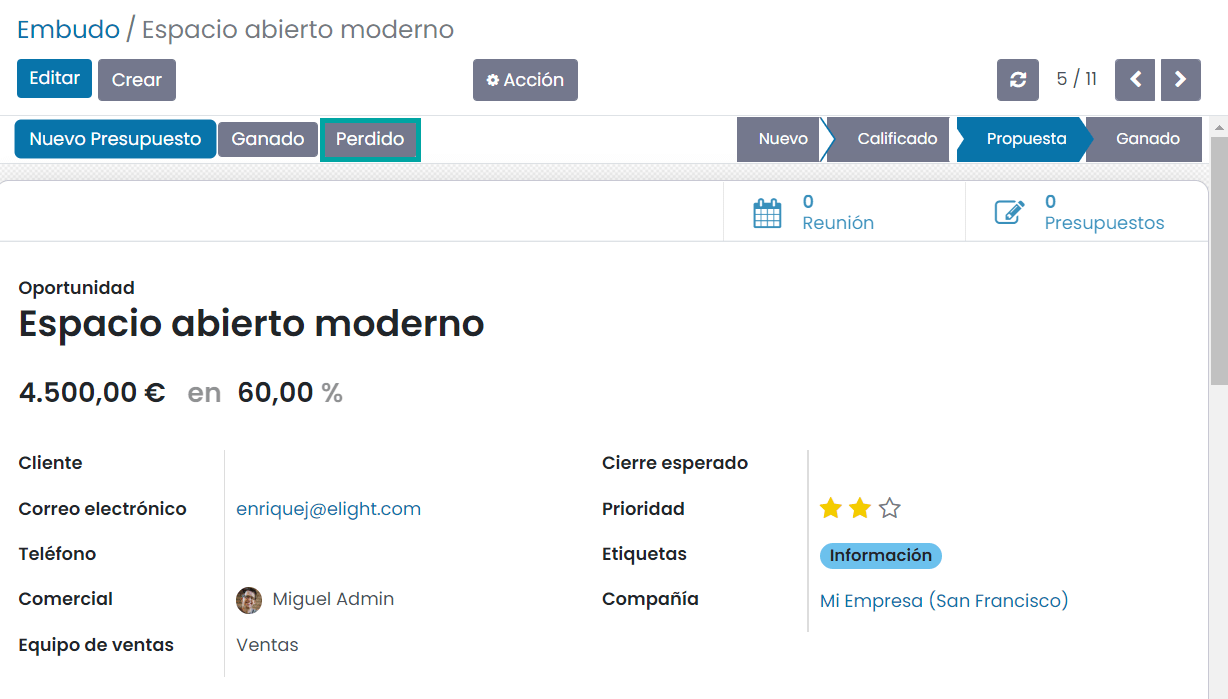 Embudo / Espacio abierto moderno
Editar Crear Acción 5 / 11
Nuevo Presupuesto Ganado Perdido Nuevo Calificado Propuesta Ganado
0 Reunión
0 Presupuestos
Oportunidad
Espacio abierto moderno
4.500,00 € en 60,00 %
Cliente
Correo electrónico enriquej@elight.com
Teléfono
Comercial Miguel Admin
Equipo de ventas Ventas
Cierre esperado
Prioridad
Etiquetas Información
Compañía Mi Empresa (San Francisco)